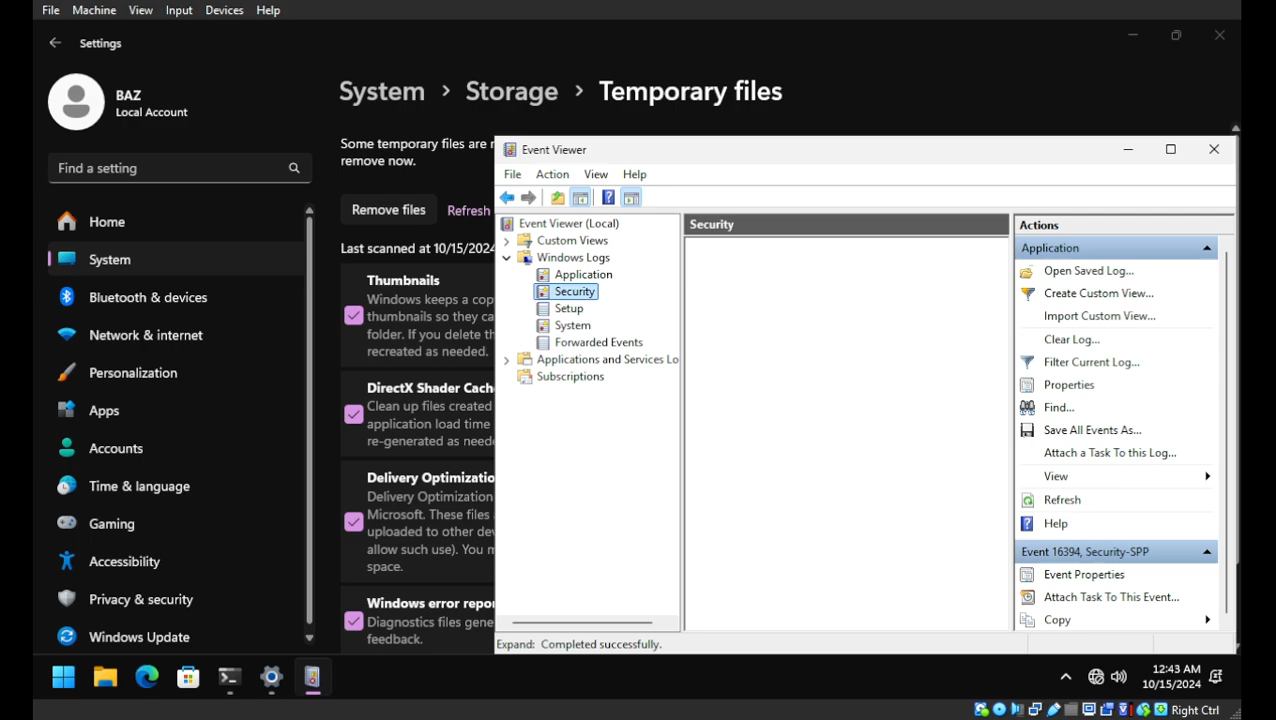 File Machine View Input Devices Help
Settings
BAZ
Local Account
Find a setting
Home
System
Bluetooth & devices
Network & internet
Personalization
Apps
Accounts
Time & language
Gaming
Accessibility
Privacy & security
Windows Update
System > Storage > Temporary files
Some temporary files are
remove now.
Remove files Refresh
Last scanned at 10/15/2024
Thumbnails
Windows keeps a cop
thumbnails so they ca
folder. If you delete th
recreated as needed.
DirectX Shader Cach
Clean up files created
application load time
re-generated as neede
Delivery Optimizatio
Delivery Optimization
Microsoft. These files
uploaded to other dev
allow such use). You m
space.
Windows error repor
Diagnostics files gene
feedback.
Event Viewer
File Action View Help
Event Viewer (Local)
Custom Views
Windows Logs
Application
Security
Setup
System
Forwarded Events
Applications and Services Lo
Subscriptions
Security
Actions
Application
Open Saved Log...
Create Custom View...
Import Custom View...
Clear Log...
Filter Current Log...
Properties
Find...
Save All Events As...
Attach a Task To this Log...
View
Refresh
Help
Event 16394, Security-SPP
Event Properties
Attach Task To This Event...
Copy
Expand: Completed successfully.
12:43 AM
10/15/2024
Right Ctrl